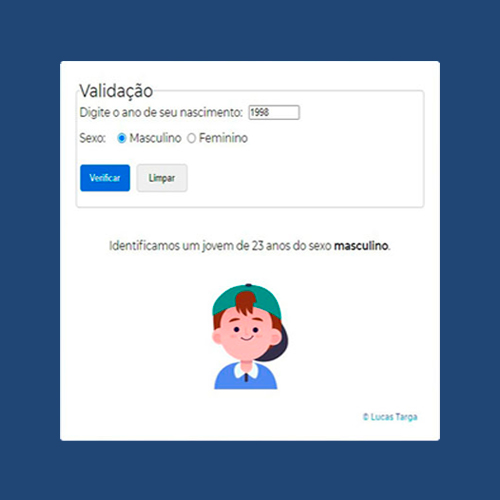 Validação
Digite o ano de seu nascimento: 1998
Sexo: Masculino Feminino
Verificar Limpar
Identificamos um jovem de 23 anos do sexo masculino.
© Lucas Targa